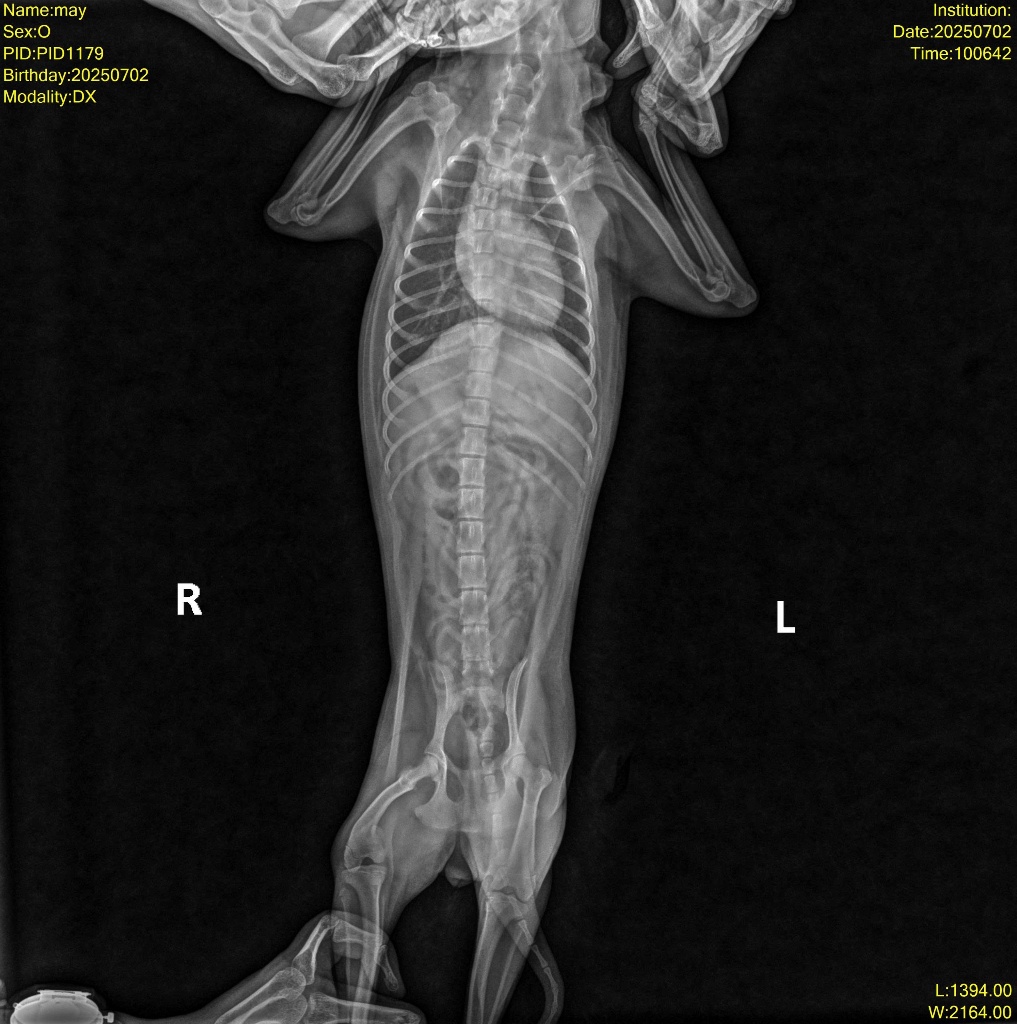 Name:may
Sex:O
PID:PID1179
Birthday:20250702
Modality:DX
Institution:
Date:20250702
Time:100642
R
L
L:1394.00
W:2164.00